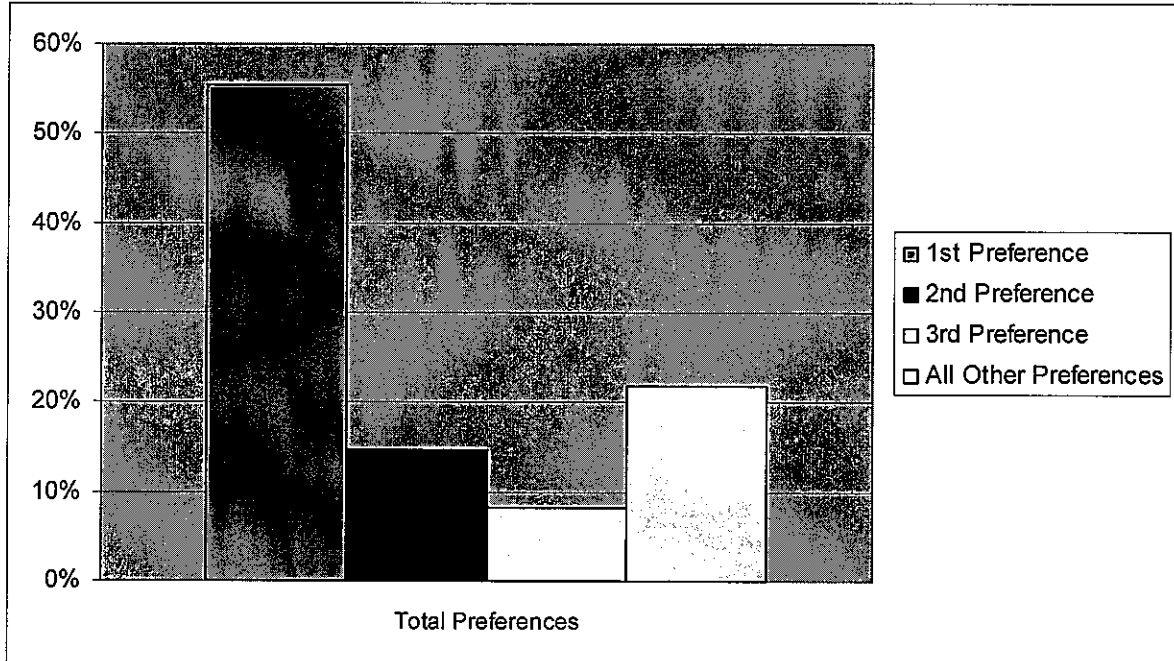 60%
50%
40%
30%
20%
10%
0%
Total Preferences
1st Preference
2nd Preference
3rd Preference
All Other Preferences